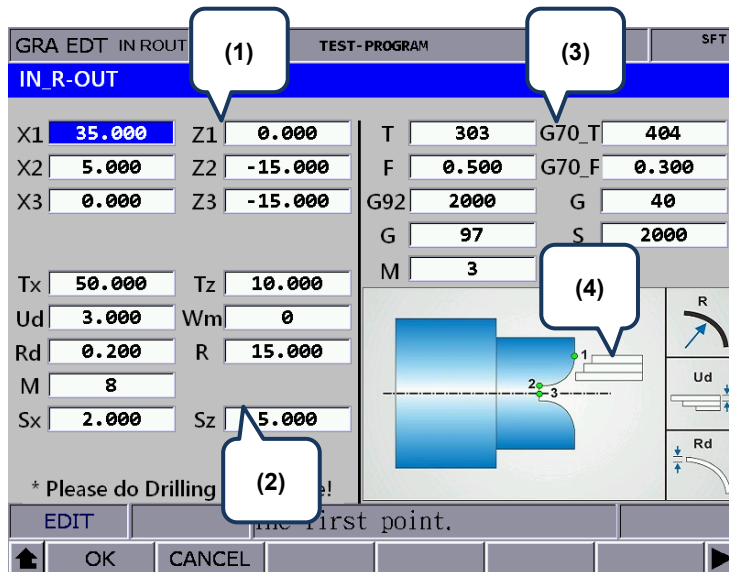 GRA EDT IN ROUT TEST-PROGRAM SFT
(1)
(3)
IN_R-OUT
X1 35.000 Z1 0.000 T 303 G70_T 404
X2 5.000 Z2 -15.000 F 0.500 G70_F 0.300
X3 0.000 Z3 -15.000 G92 2000 G 40
G 97 S 2000
M 3
Tx 50.000 Tz 10.000
Ud 3.000 Wm 0
Rd 0.200 R 15.000
M 8
Sx 2.000 Sz 5.000
(4)
R
1
2
3
Ud
Rd
(2)
* Please do Drilling
EDIT first point.
OK CANCEL